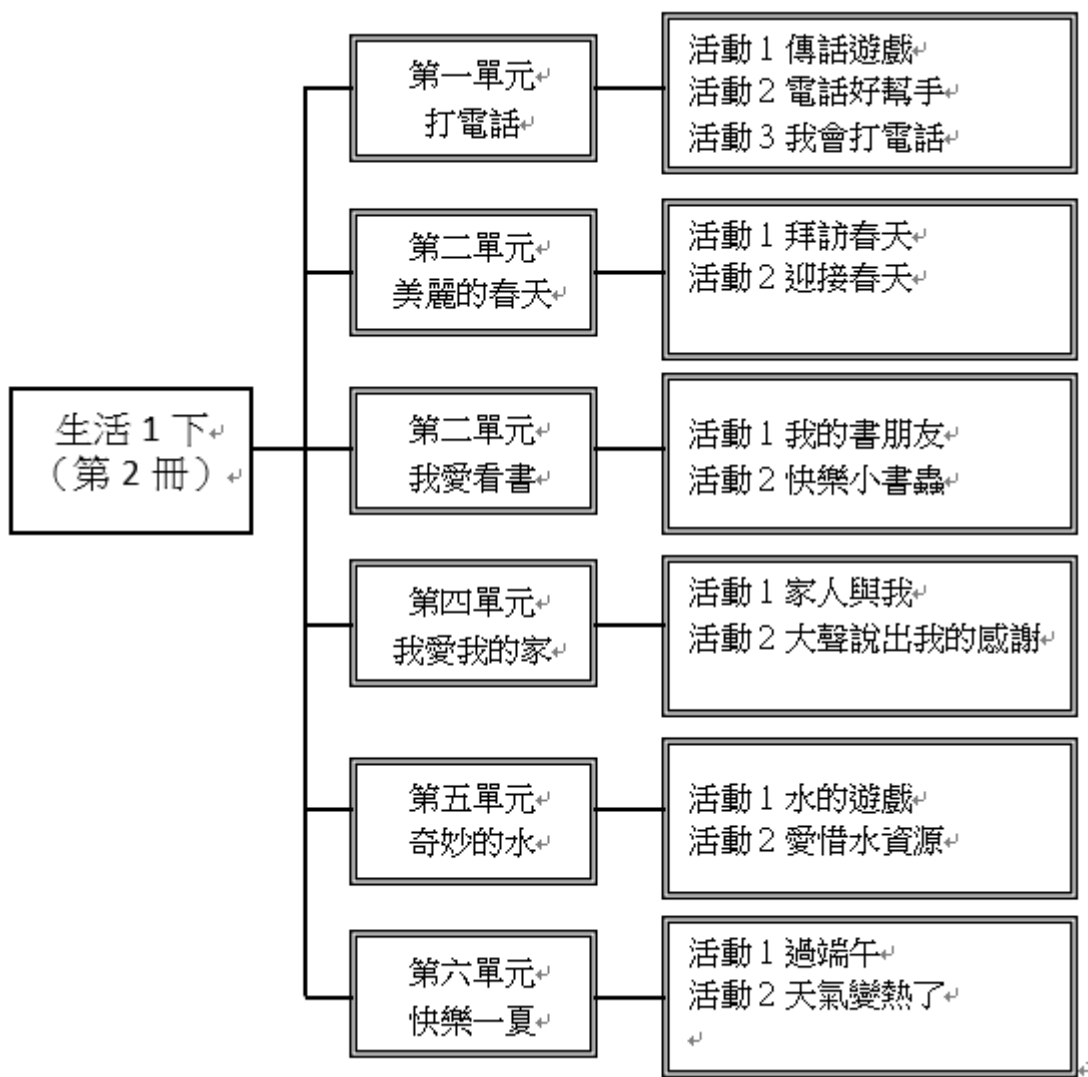 生活 1 下
（第 2 冊）
第一單元
打電話
活動 1 傳話遊戲
活動 2 電話好幫手
活動 3 我會打電話
第二單元
美麗的春天
活動 1 拜訪春天
活動 2 迎接春天
第二單元
我愛看書
活動 1 我的書朋友
活動 2 快樂小書蟲
第四單元
我愛我的家
活動 1 家人與我
活動 2 大聲說出我的感謝
第五單元
奇妙的水
活動 1 水的遊戲
活動 2 愛惜水資源
第六單元
快樂一夏
活動 1 過端午
活動 2 天氣變熱了